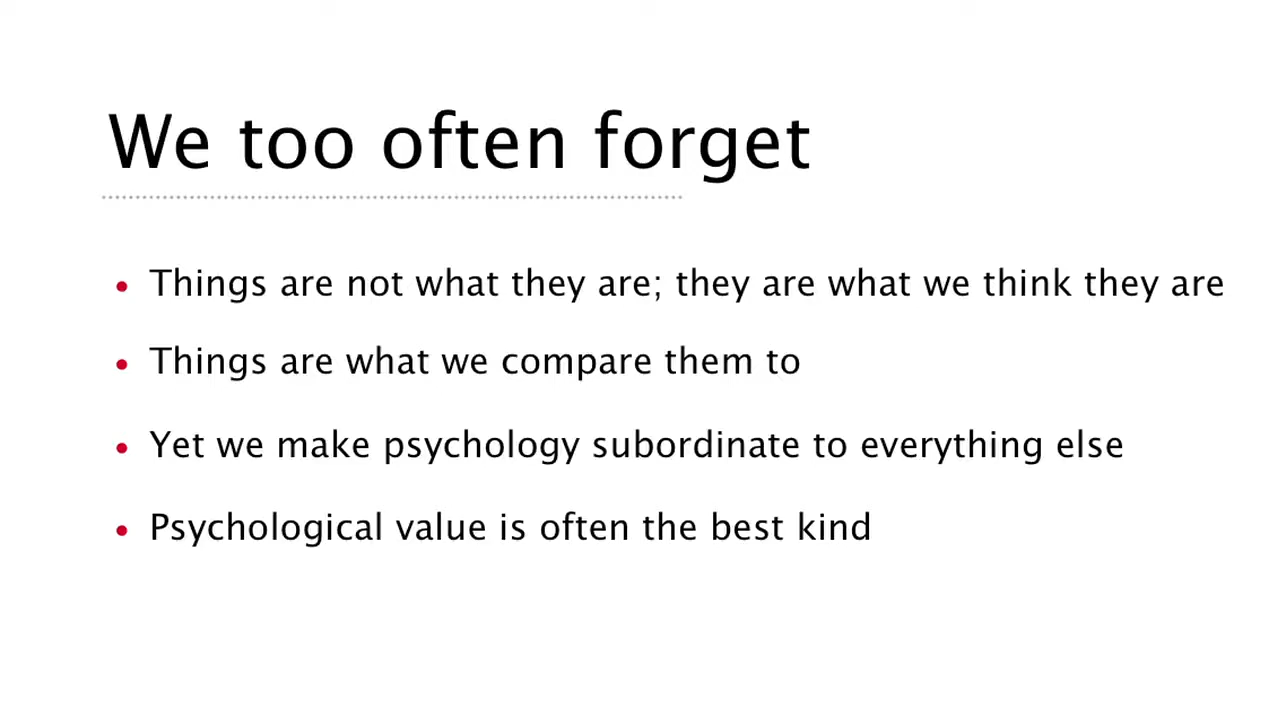 We too often forget
• Things are not what they are; they are what we think they are
• Things are what we compare them to
• Yet we make psychology subordinate to everything else
• Psychological value is often the best kind